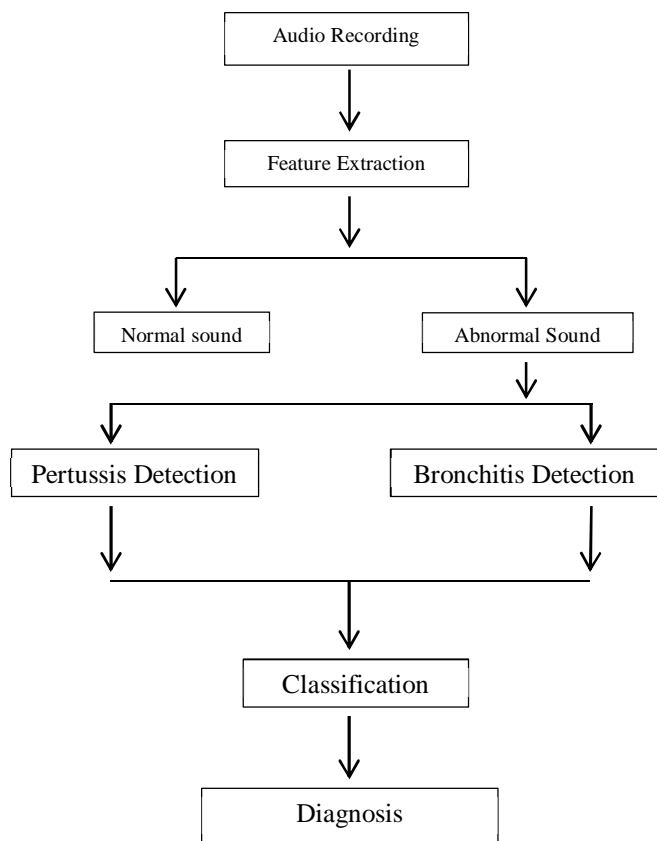 Audio Recording
Feature Extraction
Normal sound
Abnormal Sound
Pertussis Detection
Bronchitis Detection
Classification
Diagnosis